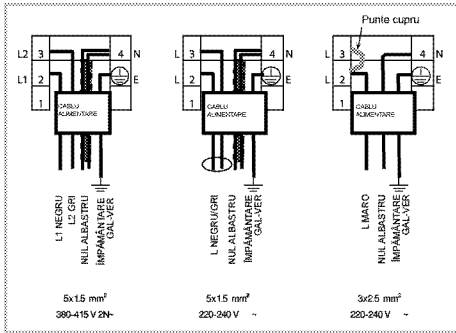 Punte cupru
L2 3 4 N
L1 2 E
1
CABLU
ALIMENTARE
L1 NEGRU
L2 GRI
NUL ALBASTRU
ÎMPĂMÂNTARE
GAL-VER
5x1.5 mm²
380-415 V 2N~
L 3 4 N
L 2 E
1
CABLU
ALIMENTARE
L NEGRU/GRI
NUL ALBASTRU
ÎMPĂMÂNTARE
GAL-VER
5x1.5 mm²
220-240 V ~
L 3 4 N
L 2 E
1
CABLU
ALIMENTARE
L MARO
NUL ALBASTRU
ÎMPĂMÂNTARE
GAL-VER
3x2.5 mm²
220-240 V ~